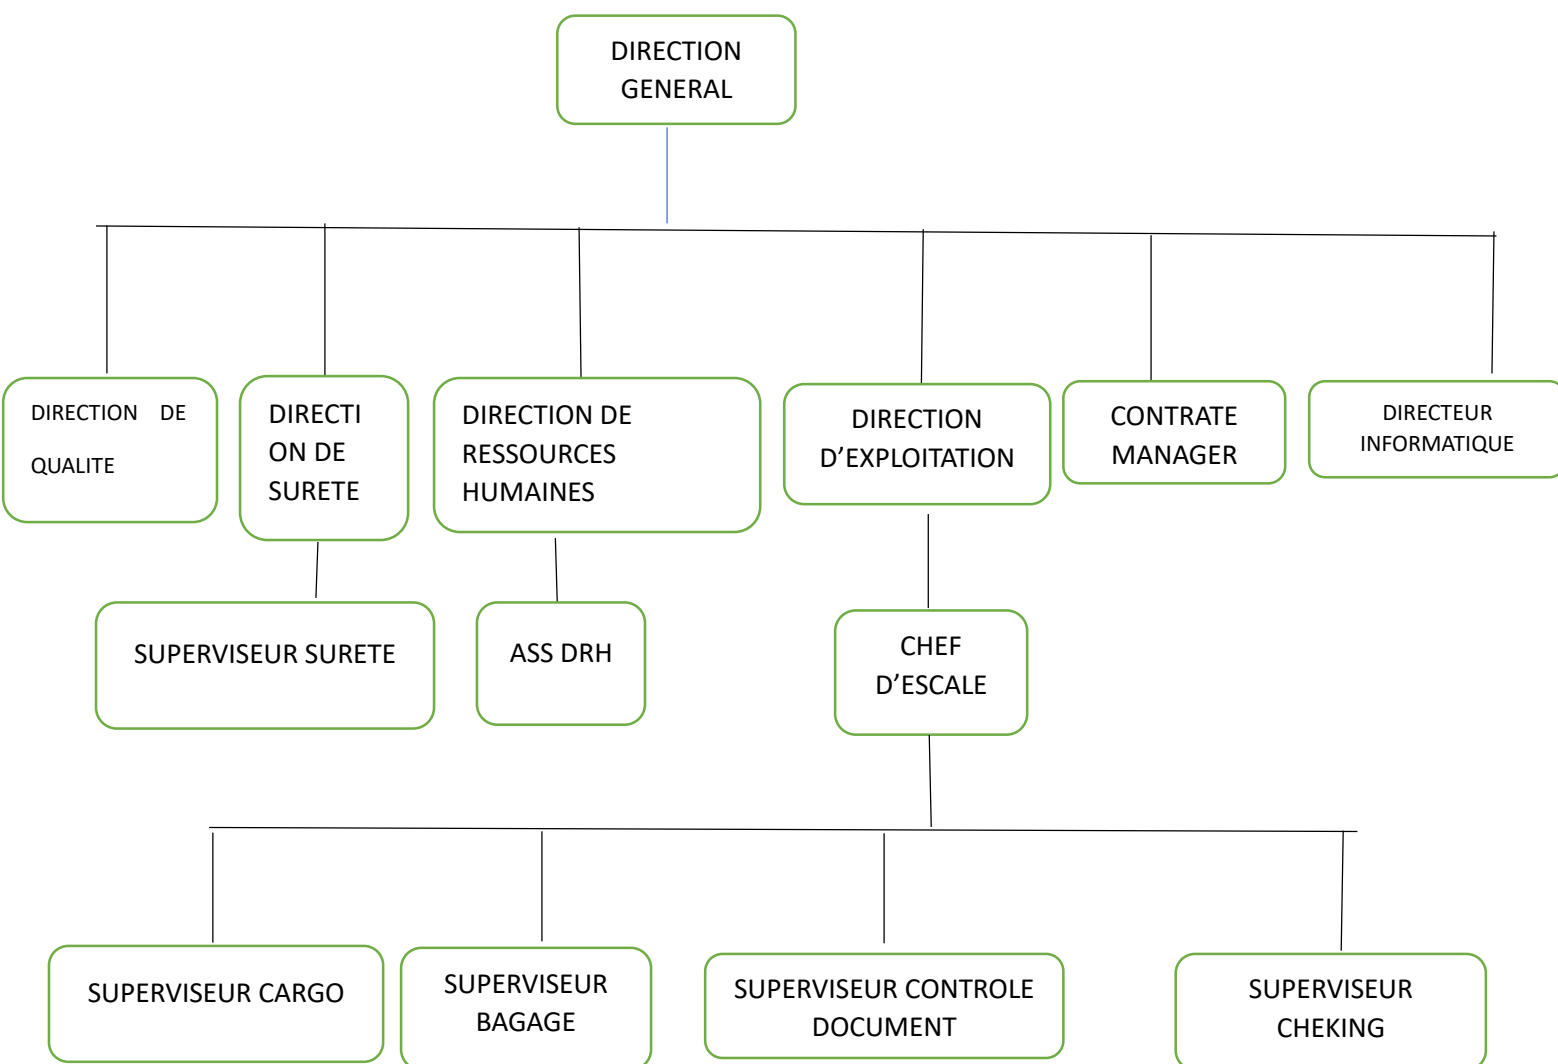 DIRECTION
GENERAL
DIRECTION DE
QUALITE
DIRECTI
ON DE
SURETE
DIRECTION DE
RESSOURCES
HUMAINES
DIRECTION
D’EXPLOITATION
CONTRATE
MANAGER
DIRECTEUR
INFORMATIQUE
SUPERVISEUR SURETE
ASS DRH
CHEF
D’ESCALE
SUPERVISEUR CARGO
SUPERVISEUR
BAGAGE
SUPERVISEUR CONTROLE
DOCUMENT
SUPERVISEUR
CHEKING